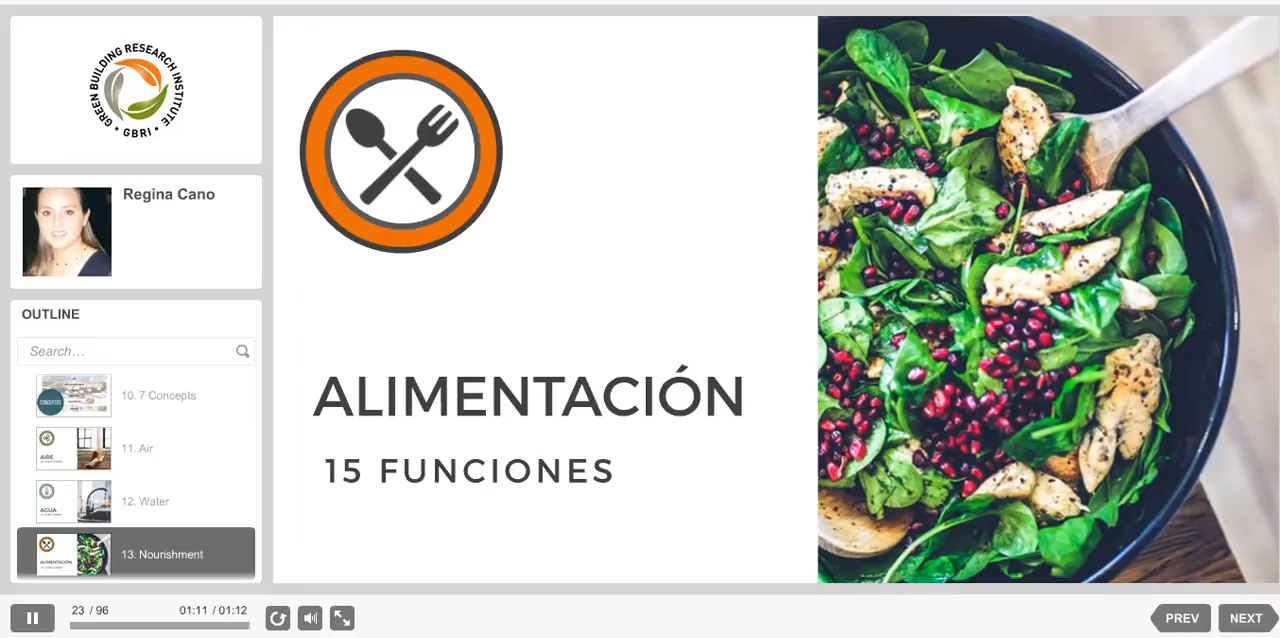 GREEN BUILDING RESEARCH INSTITUTE
• GBRI •
Regina Cano
OUTLINE
Search...
10. 7 Concepts
CONCEPTOS
11. Air
AIRE
12. Water
AGUA
13. Nourishment
ALIMENTACIÓN
ALIMENTACIÓN
15 FUNCIONES
23 / 96
01:11 / 01:12
PREV
NEXT